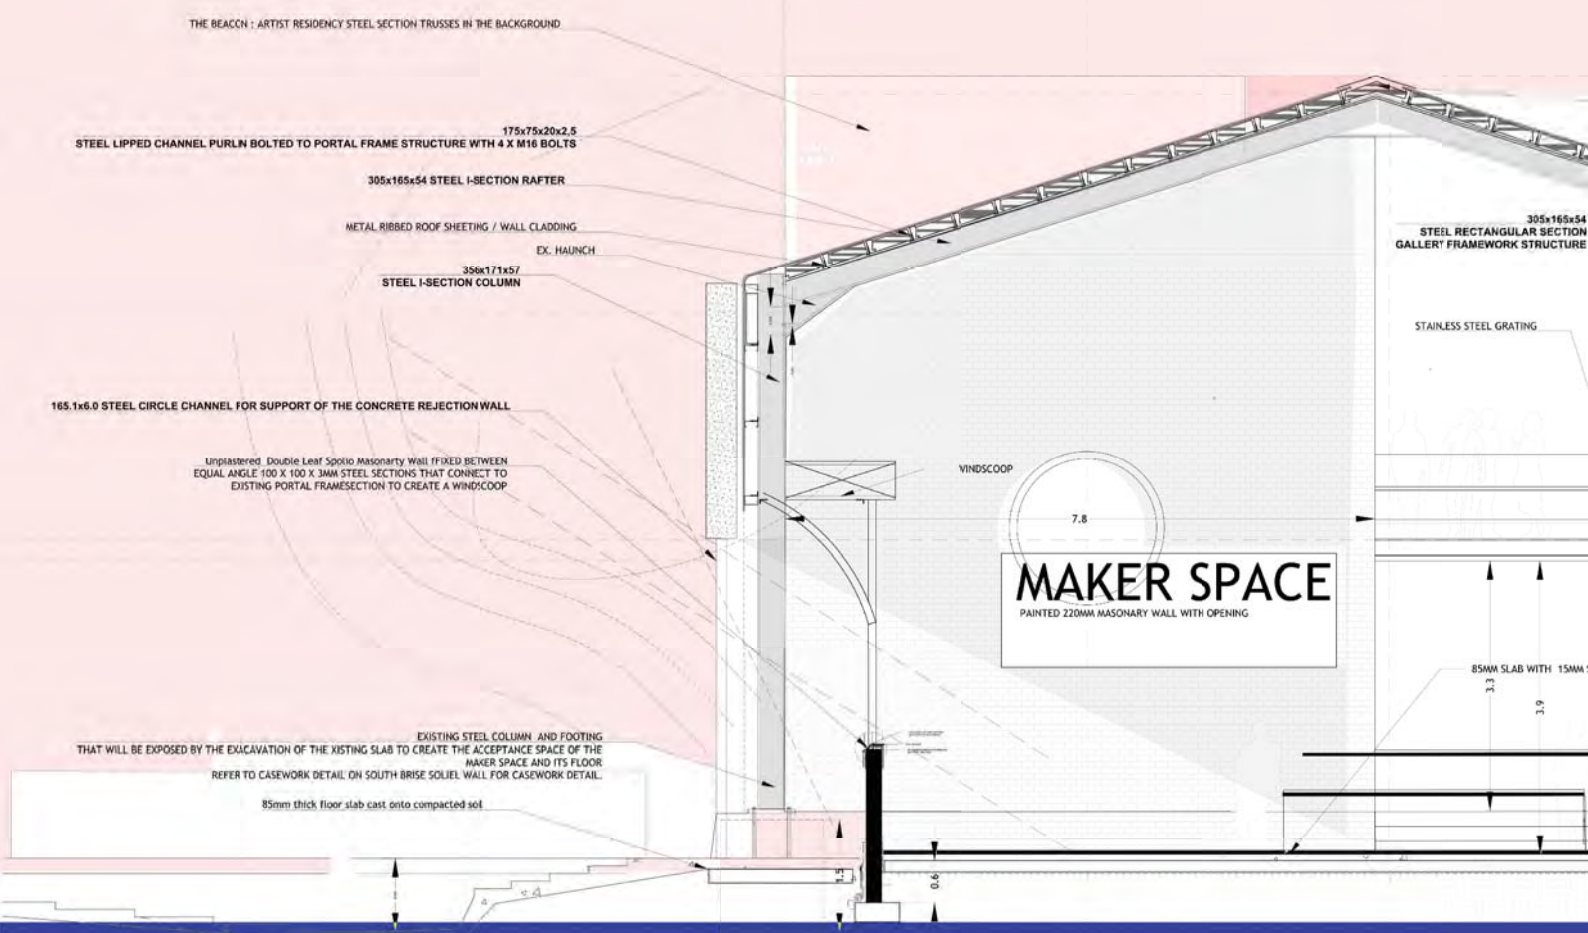 THE BEACON : ARTIST RESIDENCY STEEL SECTION TRUSSES IN THE BACKGROUND
175x75x20x2,5
STEEL LIPPED CHANNEL PURLIN BOLTED TO PORTAL FRAME STRUCTURE WTH 4 X M16 BOLTS
305x165x54 STEEL I-SECTION RAFTER
METAL RIBBED ROOF SHEETING / WALL CLADDING
EX. HAUNCH
356x171x57
STEEL I-SECTION COLUMN
305x165x54
STEEL RECTANGULAR SECTION
GALLERY FRAMEWORK STRUCTURE
STAINLESS STEEL GRATING
165.1x6.0 STEEL CIRCLE CHANNEL FOR SUPPORT OF THE CONCRETE REJECTION WALL
Unplastered Double Leaf Spolio Masonarty Wall fFIXED BETWEEN
EQUAL ANGLE 100 X 100 X 3MM STEEL SECTIONS THAT CONNECT TO
EXISTING PORTAL FRAMESECTION TO CREATE A WINDSCOOP
VINDSCOOP
7.8
MAKER SPACE
PAINTED 220MM MASONARY WALL WITH OPENING
85MM SLAB WITH 15MM
3.3
3.9
EXISTING STEEL COLUMN AND FOOTING
THAT WILL BE EXPOSED BY THE EXACAVATION OF THE XISTING SLAB TO CREATE THE ACCEPTANCE SPACE OF THE
MAKER SPACE AND ITS FLOOR
REFER TO CASEWORK DETAIL ON SOUTH BRISE SOLIEL WALL FOR CASEWORK DETAIL.
85mm thick floor slab cast onto compacted soil
1.5
0.6